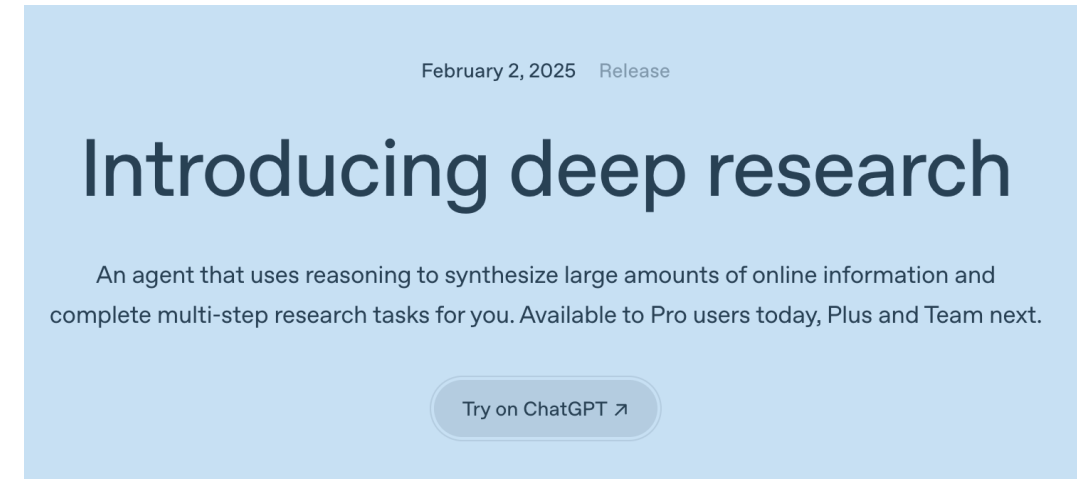 February 2, 2025 Release
Introducing deep research
An agent that uses reasoning to synthesize large amounts of online information and
complete multi-step research tasks for you. Available to Pro users today, Plus and Team next.
Try on ChatGPT ↗